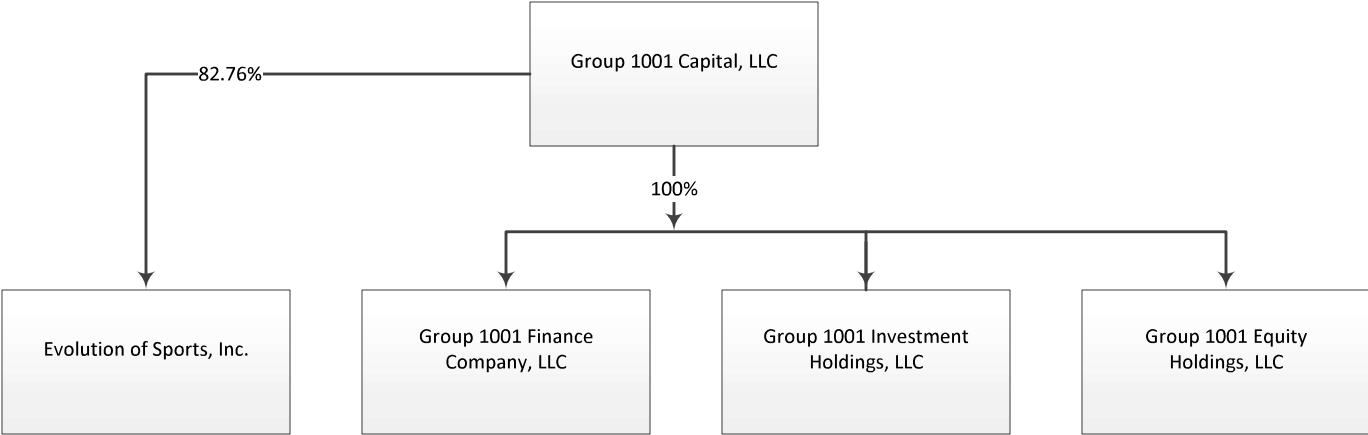 Group 1001 Capital, LLC
82.76%
100%
Evolution of Sports, Inc.
Group 1001 Finance
Company, LLC
Group 1001 Investment
Holdings, LLC
Group 1001 Equity
Holdings, LLC